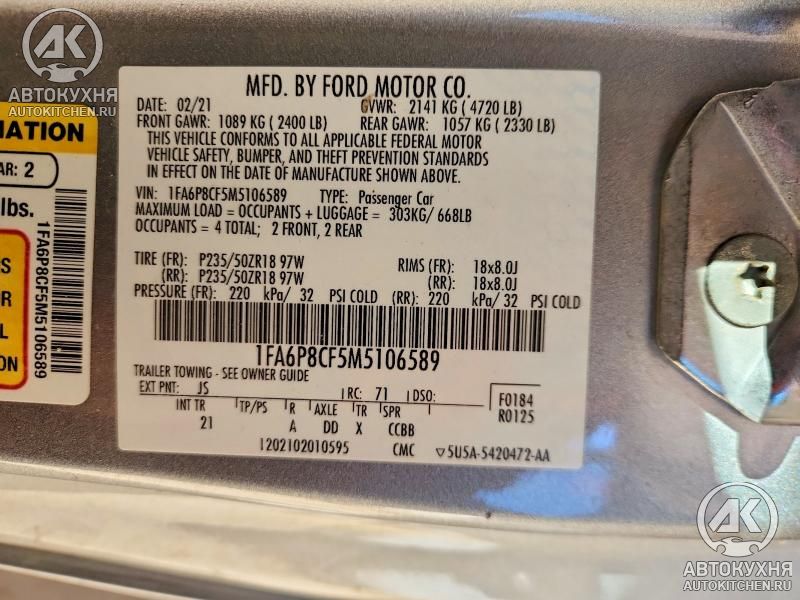 AK
АВТОКУХНЯ
AUTOKITCHEN.RU
MATION
AR: 2
lbs.
1FA6P8CF5M5106589
RS
OR
L
S
MFD. BY FORD MOTOR CO.
DATE: 02/21 GVWR: 2141 KG ( 4720 LB)
FRONT GAWR: 1089 KG ( 2400 LB) REAR GAWR: 1057 KG ( 2330 LB)
THIS VEHICLE CONFORMS TO ALL APPLICABLE FEDERAL MOTOR
VEHICLE SAFETY, BUMPER, AND THEFT PREVENTION STANDARDS
IN EFFECT ON THE DATE OF MANUFACTURE SHOWN ABOVE.
VIN: 1FA6P8CF5M5106589 TYPE: Passenger Car
MAXIMUM LOAD = OCCUPANTS + LUGGAGE = 303KG/ 668LB
OCCUPANTS = 4 TOTAL; 2 FRONT, 2 REAR
TIRE (FR): P235/50ZR18 97W RIMS (FR): 18x8.0J
(RR): P235/50ZR18 97W (RR): 18x8.0J
PRESSURE (FR): 220 kPa/ 32 PSI COLD (RR): 220 kPa/ 32 PSI COLD
1FA6P8CF5M5106589
TRAILER TOWING - SEE OWNER GUIDE
EXT PNT: JS RC: 71 DSO: F0184
R0125
INT TR TP/PS R AXLE TR SPR
21 A DD X CCBB
I202102010595 CMC ▽5U5A-5420472-AA
AK
АВТОКУХНЯ
AUTOKITCHEN.RU